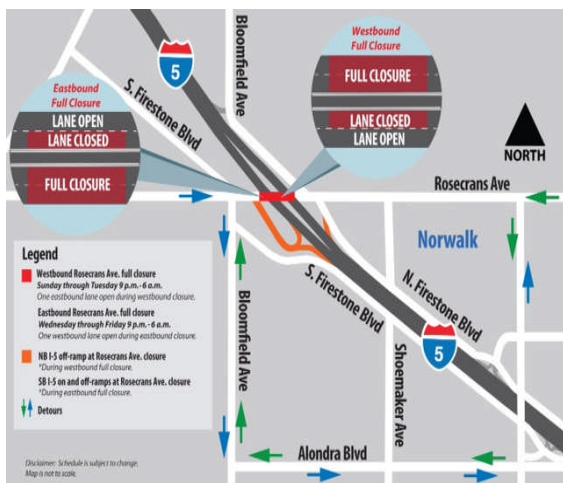 Eastbound
Full Closure
LANE OPEN
LANE CLOSED
FULL CLOSURE
5
S. Firestone Blvd
Bloomfield Ave
Westbound
Full Closure
FULL CLOSURE
LANE CLOSED
LANE OPEN
NORTH
Rosecrans Ave
Norwalk
Legend
Westbound Rosecrans Ave. full closure
Sunday through Tuesday 9 p.m. - 6 a.m.
One eastbound lane open during westbound closure.
Eastbound Rosecrans Ave. full closure
Wednesday through Friday 9 p.m. - 6 a.m.
One westbound lane open during eastbound closure.
NB I-5 off-ramp at Rosecrans Ave. closure
*During westbound full closure.
SB I-5 on and off-ramps at Rosecrans Ave. closure
*During eastbound full closure.
Detours
Bloomfield Ave
S. Firestone Blvd
N. Firestone Blvd
5
Shoemaker Ave
Alondra Blvd
Disclaimer: Schedule is subject to change.
Map is not to scale.